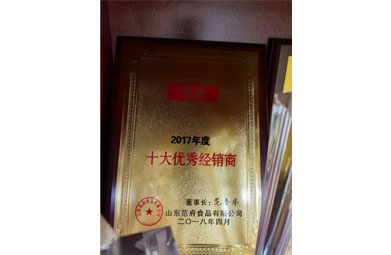 2017年度
十大优秀经销商
董事长:
山东范府食品有限公司
二〇一八年四月